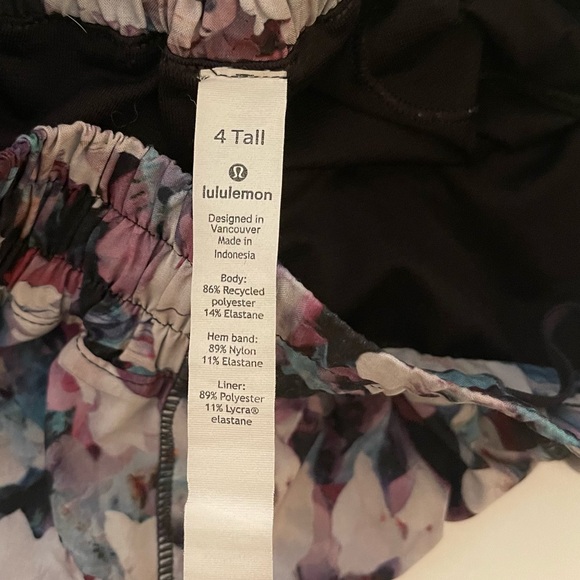 4 Tall
lululemon
Designed in
Vancouver
Made in
Indonesia
Body:
86% Recycled
polyester
14% Elastane
Hem band:
89% Nylon
11% Elastane
Liner:
89% Polyester
11% Lycra®
elastane